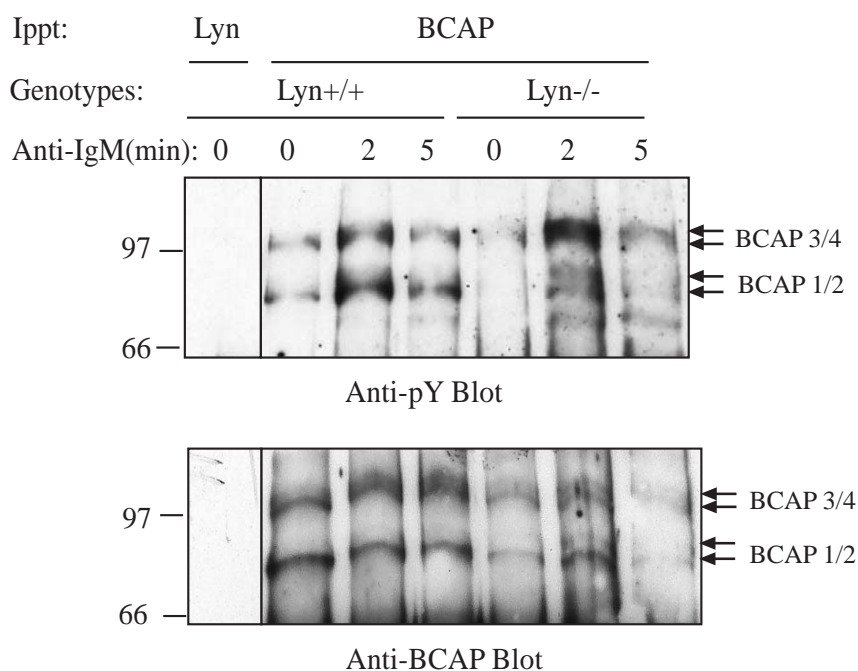 Ippt: Lyn BCAP
Genotypes: Lyn+/+ Lyn-/-
Anti-IgM(min): 0 0 2 5 0 2 5
BCAP 3/4
97
BCAP 1/2
66
Anti-pY Blot
BCAP 3/4
97
BCAP 1/2
66
Anti-BCAP Blot